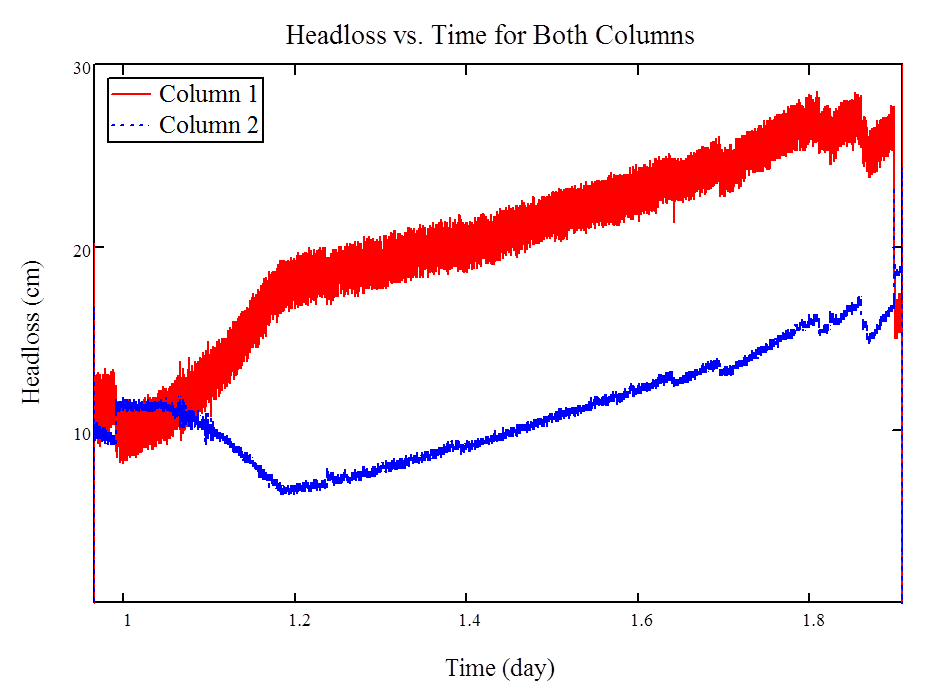 Headloss vs. Time for Both Columns
30
Column 1
Column 2
20
10
Headloss (cm)
1
1.2
1.4
1.6
1.8
Time (day)